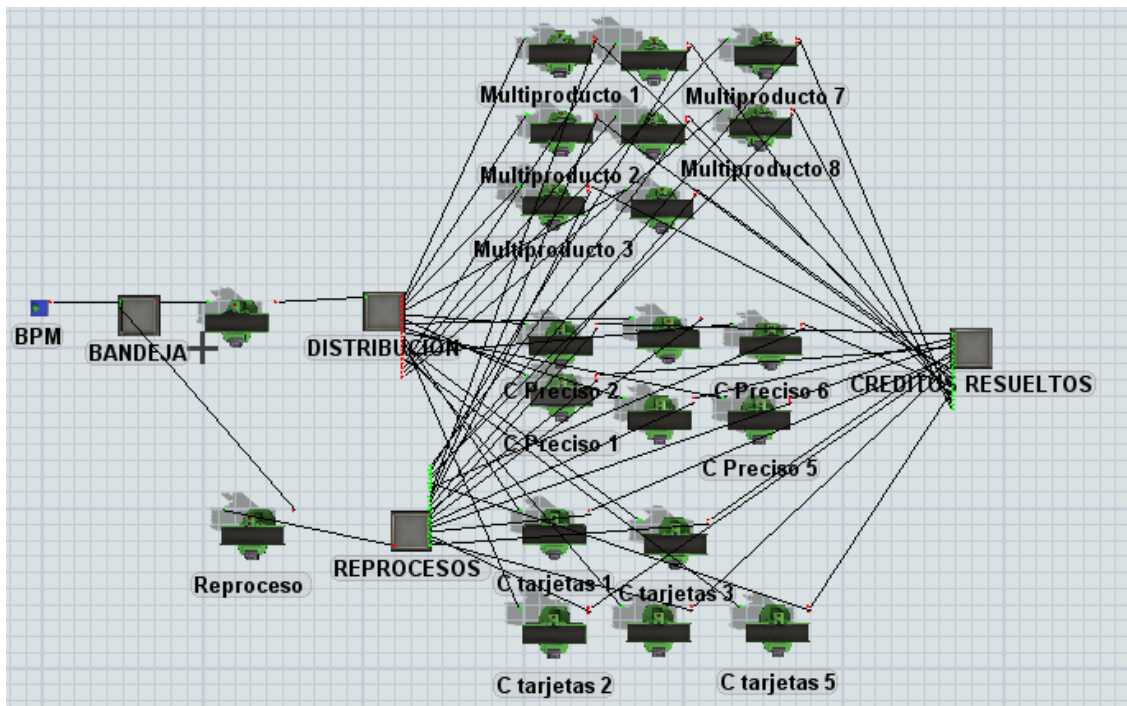 Multiproducto 1
Multiproducto 7
Multiproducto 2
Multiproducto 8
Multiproducto 3
BPM
BANDEJA
DISTRIBUCION
C Preciso 2
C Preciso 6
CREDITOS RESUELTOS
C Preciso 1
C Preciso 5
Reproceso
REPROCESOS
C tarjetas 1
C tarjetas 3
C tarjetas 2
C tarjetas 5